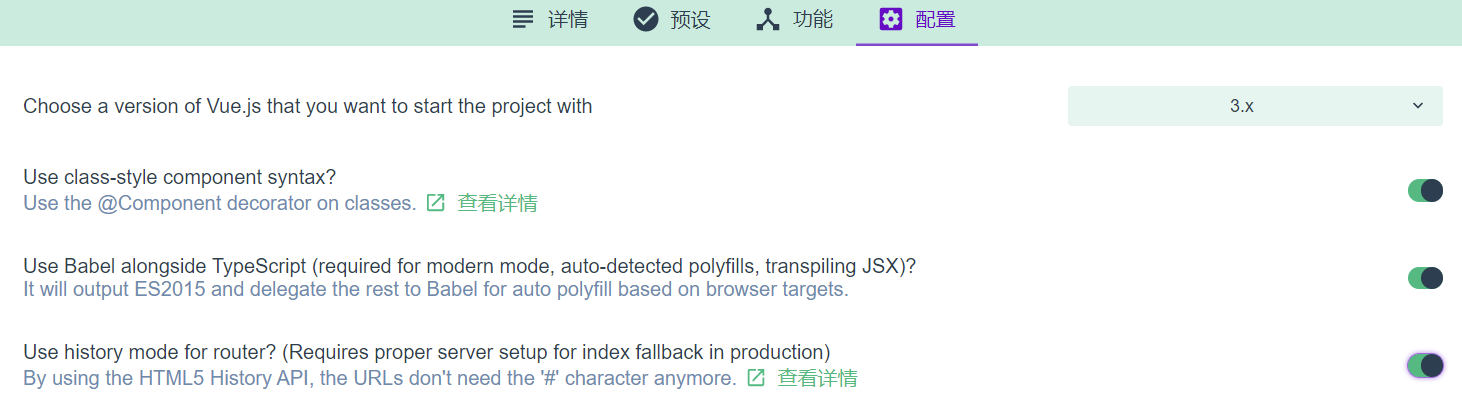 详情 预设 功能 配置
Choose a version of Vue.js that you want to start the project with 3.x
Use class-style component syntax?
Use the @Component decorator on classes. 查看详情
Use Babel alongside TypeScript (required for modern mode, auto-detected polyfills, transpiling JSX)?
It will output ES2015 and delegate the rest to Babel for auto polyfill based on browser targets.
Use history mode for router? (Requires proper server setup for index fallback in production)
By using the HTML5 History API, the URLs don't need the '#' character anymore. 查看详情